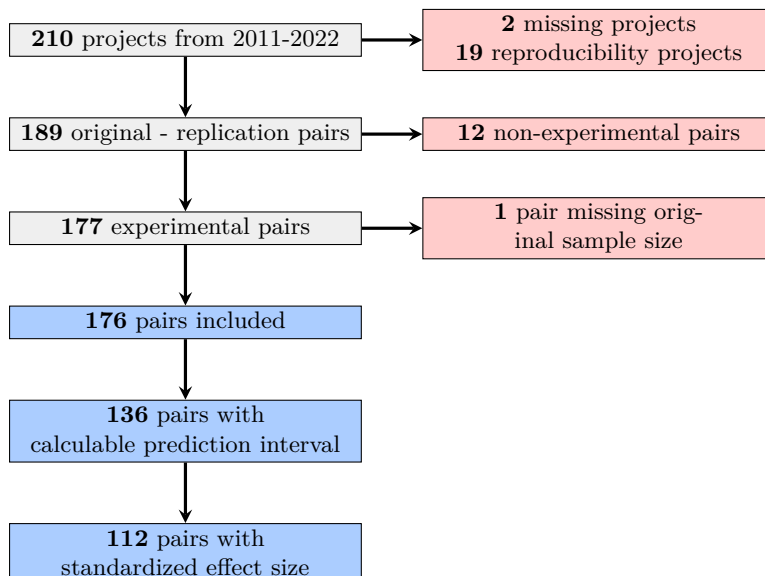 210 projects from 2011-2022
2 missing projects
19 reproducibility projects
189 original - replication pairs
12 non-experimental pairs
177 experimental pairs
1 pair missing orig-
inal sample size
176 pairs included
136 pairs with
calculable prediction interval
112 pairs with
standardized effect size